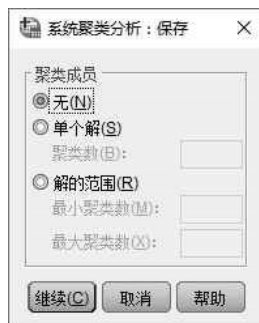 系统聚类分析：保存
聚类成员
无(N)
单个解(S)
聚类数(B):
解的范围(R)
最小聚类数(M):
最大聚类数(X):
继续(C) 取消 帮助